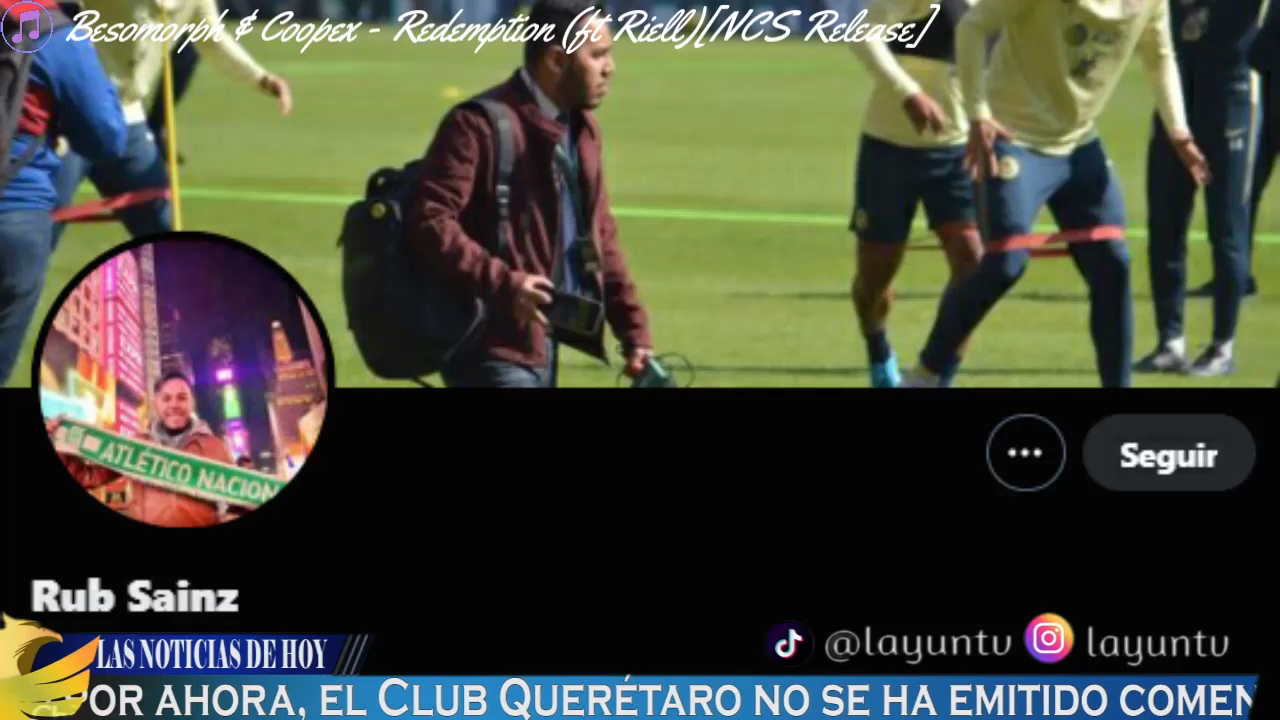 Besomorph & Coopex - Redemption (ft Riell)[NCS Release]
ATLÉTICO NACION
Seguir
Rub Sainz
@layuntv layuntv
LAS NOTICIAS DE HOY
POR AHORA, EL CLUB QUERÉTARO NO SE HA EMITIDO COMEN